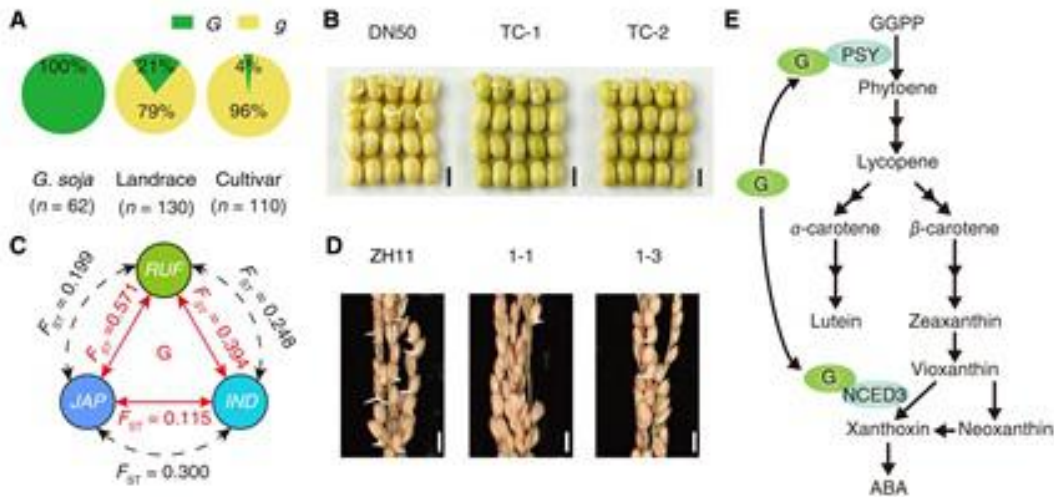 A
G g
100%
21%
79%
4%
96%
G. soja
(n = 62)
Landrace
(n = 130)
Cultivar
(n = 110)
B
DN50 TC-1 TC-2
C
RUF
JAP
IND
G
FST = 0.199
FST = 0.571
FST = 0.394
FST = 0.248
FST = 0.115
FST = 0.300
D
ZH11 1-1 1-3
E
GGPP
G PSY
Phytoene
Lycopene
G
α-carotene β-carotene
Lutein Zeaxanthin
Vioxanthin
G
NCED3
Xanthoxin Neoxanthin
ABA